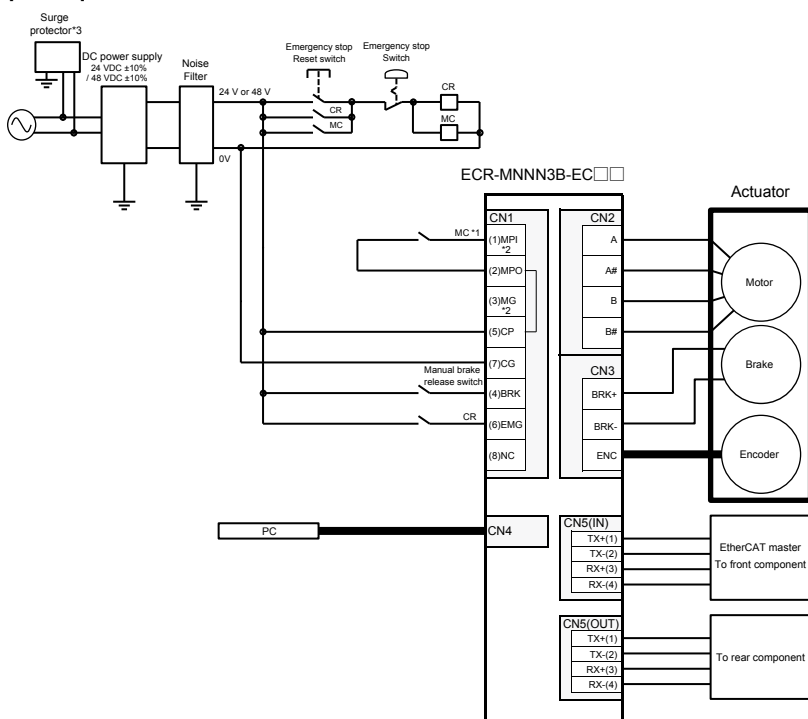 Surge
protector*3
DC power supply
24 VDC ±10%
/ 48 VDC ±10%
Noise
Filter
Emergency stop
Reset switch
Emergency stop
Switch
24 V or 48 V
CR
MC
CR
MC
0V
ECR-MNNN3B-EC□□
Actuator
CN1
MC *1
(1)MPI
*2
(2)MPO
(3)MG
*2
(5)CP
(7)CG
Manual brake
release switch
(4)BRK
CR
(6)EMG
(8)NC
CN2
A
A#
B
B#
CN3
BRK+
BRK-
ENC
Motor
Brake
Encoder
PC
CN4
CN5(IN)
TX+(1)
TX-(2)
RX+(3)
RX-(4)
EtherCAT master
To front component
CN5(OUT)
TX+(1)
TX-(2)
RX+(3)
RX-(4)
To rear component